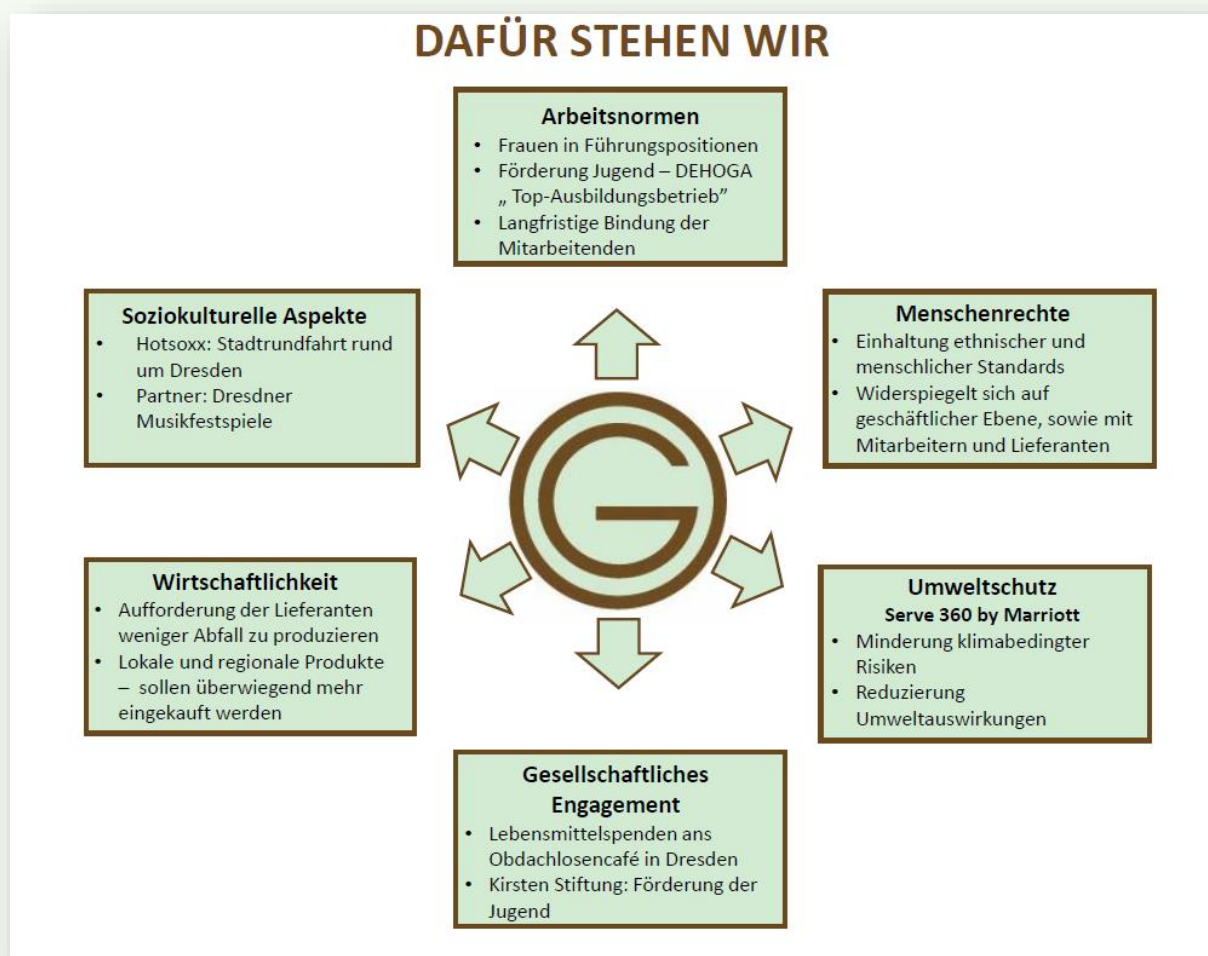 DAFÜR STEHEN WIR
Arbeitsnormen
• Frauen in Führungspositionen
• Förderung Jugend – DEHOGA
„ Top-Ausbildungsbetrieb”
• Langfristige Bindung der
Mitarbeitenden
Soziokulturelle Aspekte
• Hotsoxx: Stadtrundfahrt rund
um Dresden
• Partner: Dresdner
Musikfestspiele
Menschenrechte
• Einhaltung ethnischer und
menschlicher Standards
• Widerspiegelt sich auf
geschäftlicher Ebene, sowie mit
Mitarbeitern und Lieferanten
G
Wirtschaftlichkeit
• Aufforderung der Lieferanten
weniger Abfall zu produzieren
• Lokale und regionale Produkte
– sollen überwiegend mehr
eingekauft werden
Umweltschutz
Serve 360 by Marriott
• Minderung klimabedingter
Risiken
• Reduzierung
Umweltauswirkungen
Gesellschaftliches
Engagement
• Lebensmittelspenden ans
Obdachlosencafé in Dresden
• Kirsten Stiftung: Förderung der
Jugend